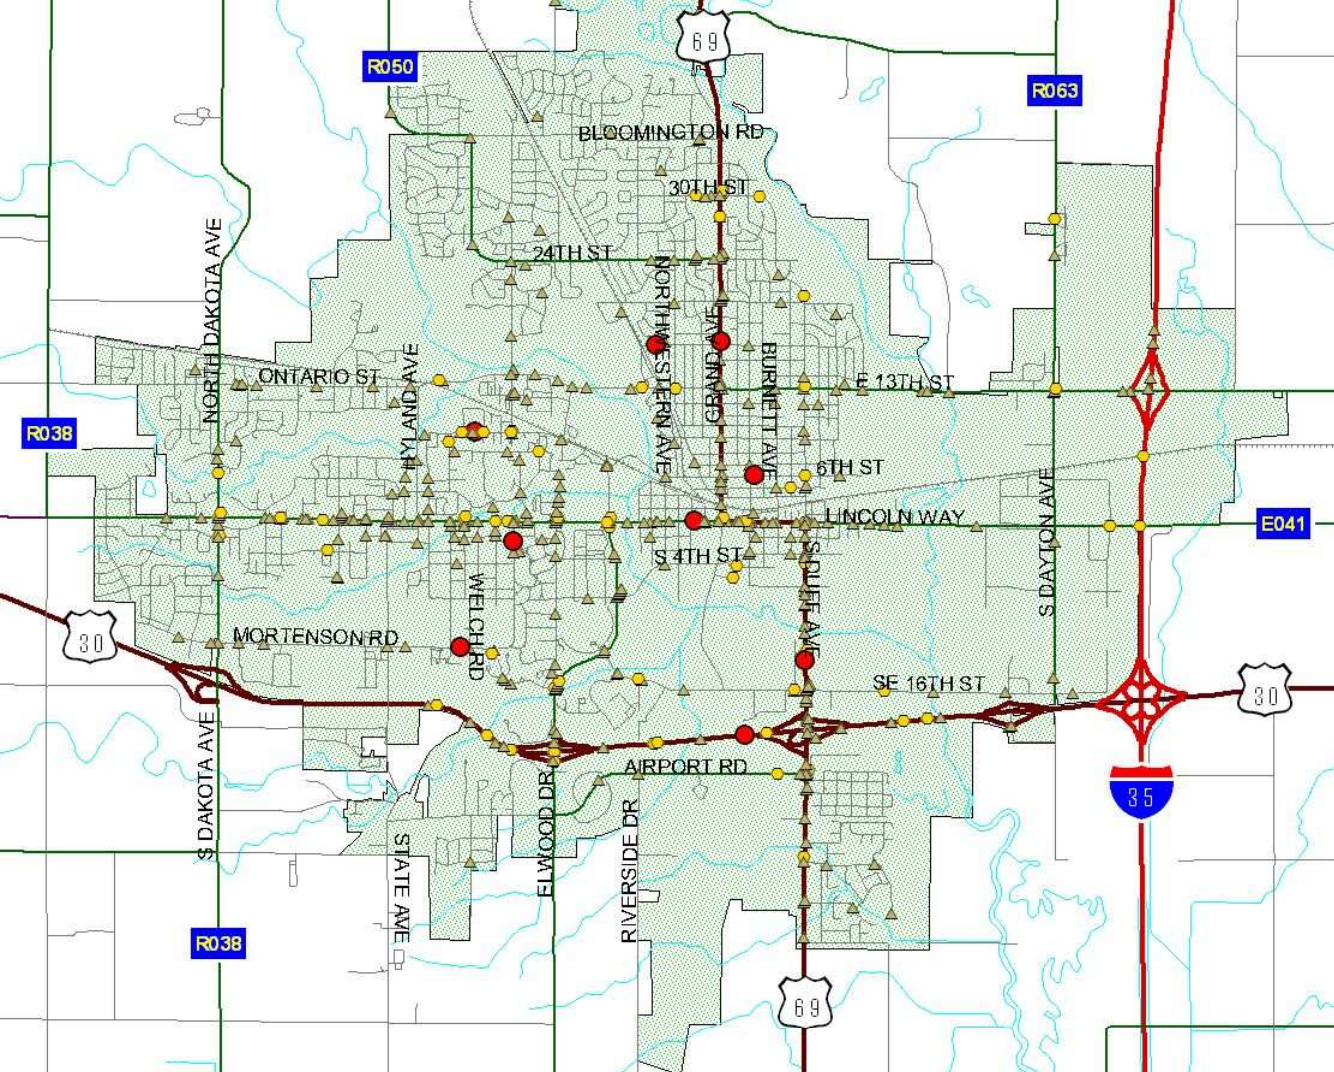 69
R050
R063
BLOOMINGTON RD
30TH ST
24TH ST
NORTH DAKOTA AVE
NORTHWESTERN AVE
GRAND AVE
BURNETT AVE
HYLAND AVE
ONTARIO ST
E 13TH ST
R038
6TH ST
LINCOLN WAY
E041
S 4TH ST
S DAYTON AVE
S DUFF AVE
WELCH RD
30
MORTENSON RD
SE 16TH ST
30
S DAKOTA AVE
AIRPORT RD
ELWOOD DR
RIVERSIDE DR
STATE AVE
35
R038
69